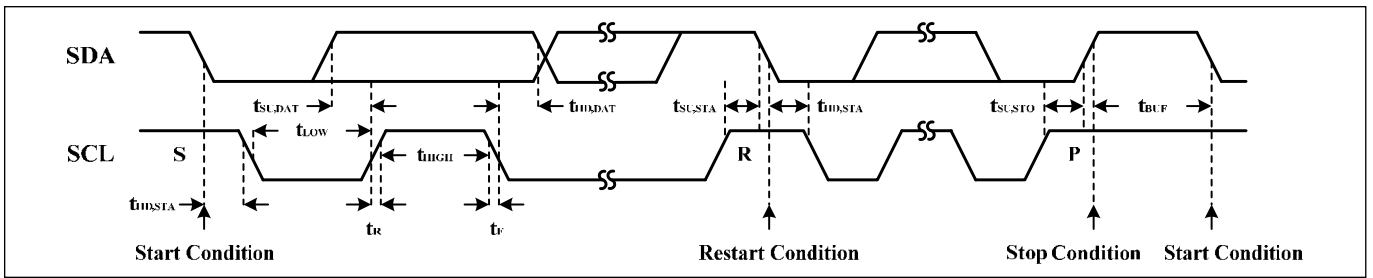 SDA
tSU,DAT
tHD,DAT
tSU,STA
tHD,STA
tSU,STO
tBUF
tLOW
SCL
S
tHIGH
R
P
tHD,STA
tR
tF
Start Condition
Restart Condition
Stop Condition
Start Condition